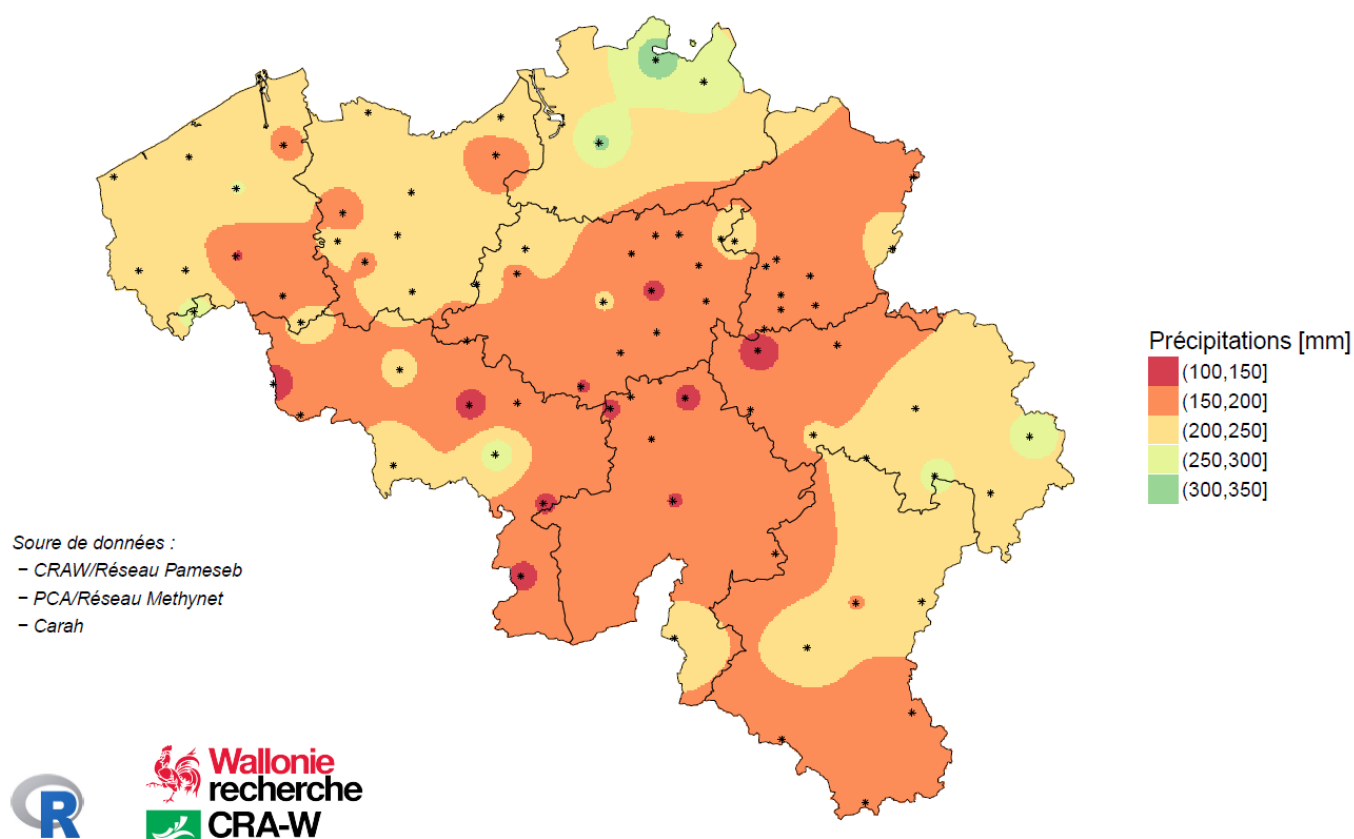 Précipitations [mm]
(100,150]
(150,200]
(200,250]
(250,300]
(300,350]
Soure de données :
− CRAW/Réseau Pameseb
− PCA/Réseau Methynet
− Carah
Wallonie
recherche
CRA-W
R